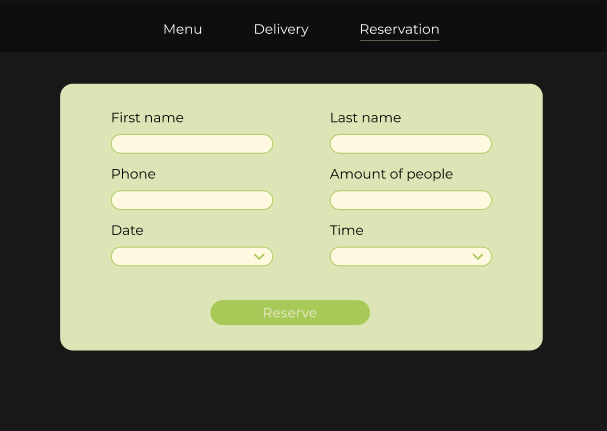 Menu Delivery Reservation
First name Last name
Phone Amount of people
Date Time
Reserve